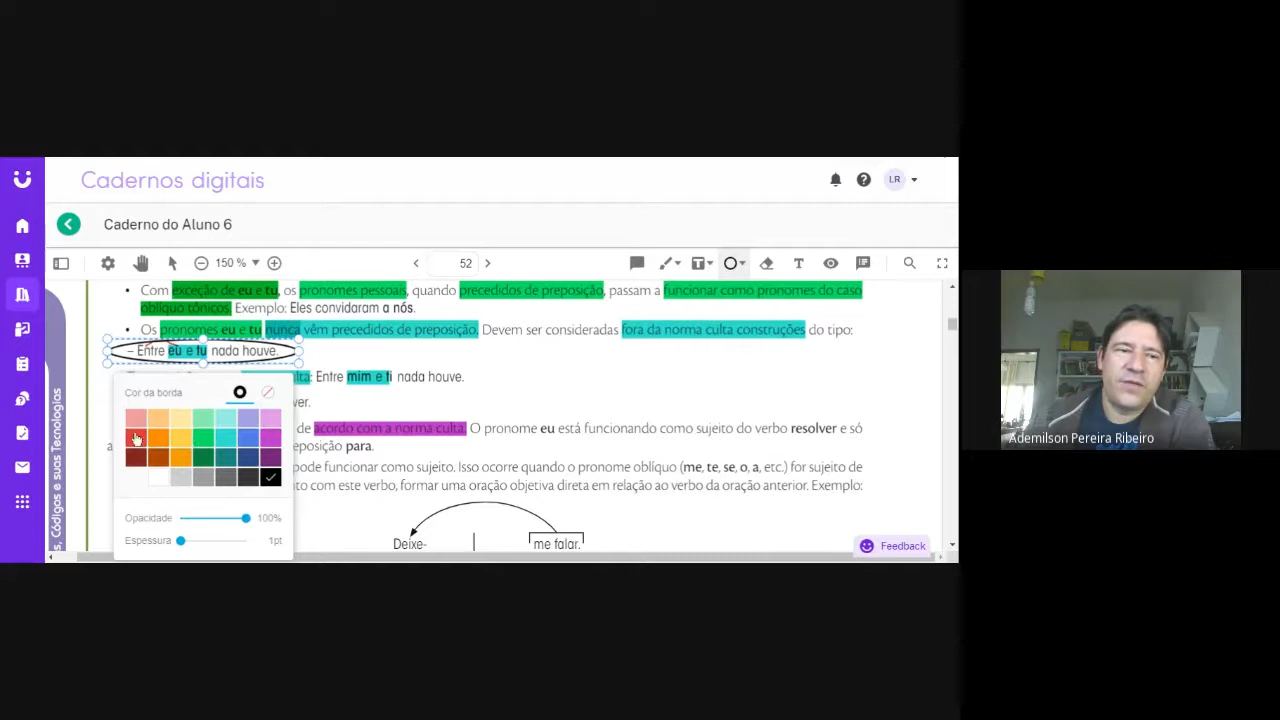 Cadernos digitais
LR
Caderno do Aluno 6
150 %
52
• Com exceção de eu e tu, os pronomes pessoais, quando precedidos de preposição, passam a funcionar como pronomes do caso
oblíquo tônicos. Exemplo: Eles convidaram a nós.
• Os pronomes eu e tu nunca vêm precedidos de preposição. Devem ser consideradas fora da norma culta construções do tipo:
– Entre eu e tu nada houve.
lta: Entre mim e ti nada houve.
ver.
de acordo com a norma culta. O pronome eu está funcionando como sujeito do verbo resolver e só
a
eposição para.
pode funcionar como sujeito. Isso ocorre quando o pronome oblíquo (me, te, se, o, a, etc.) for sujeito de
to com este verbo, formar uma oração objetiva direta em relação ao verbo da oração anterior. Exemplo:
Deixe-
me falar.
s, Códigos e suas Tecnologias
Cor da borda
Opacidade
100%
Espessura
1pt
Feedback
Ademilson Pereira Ribeiro